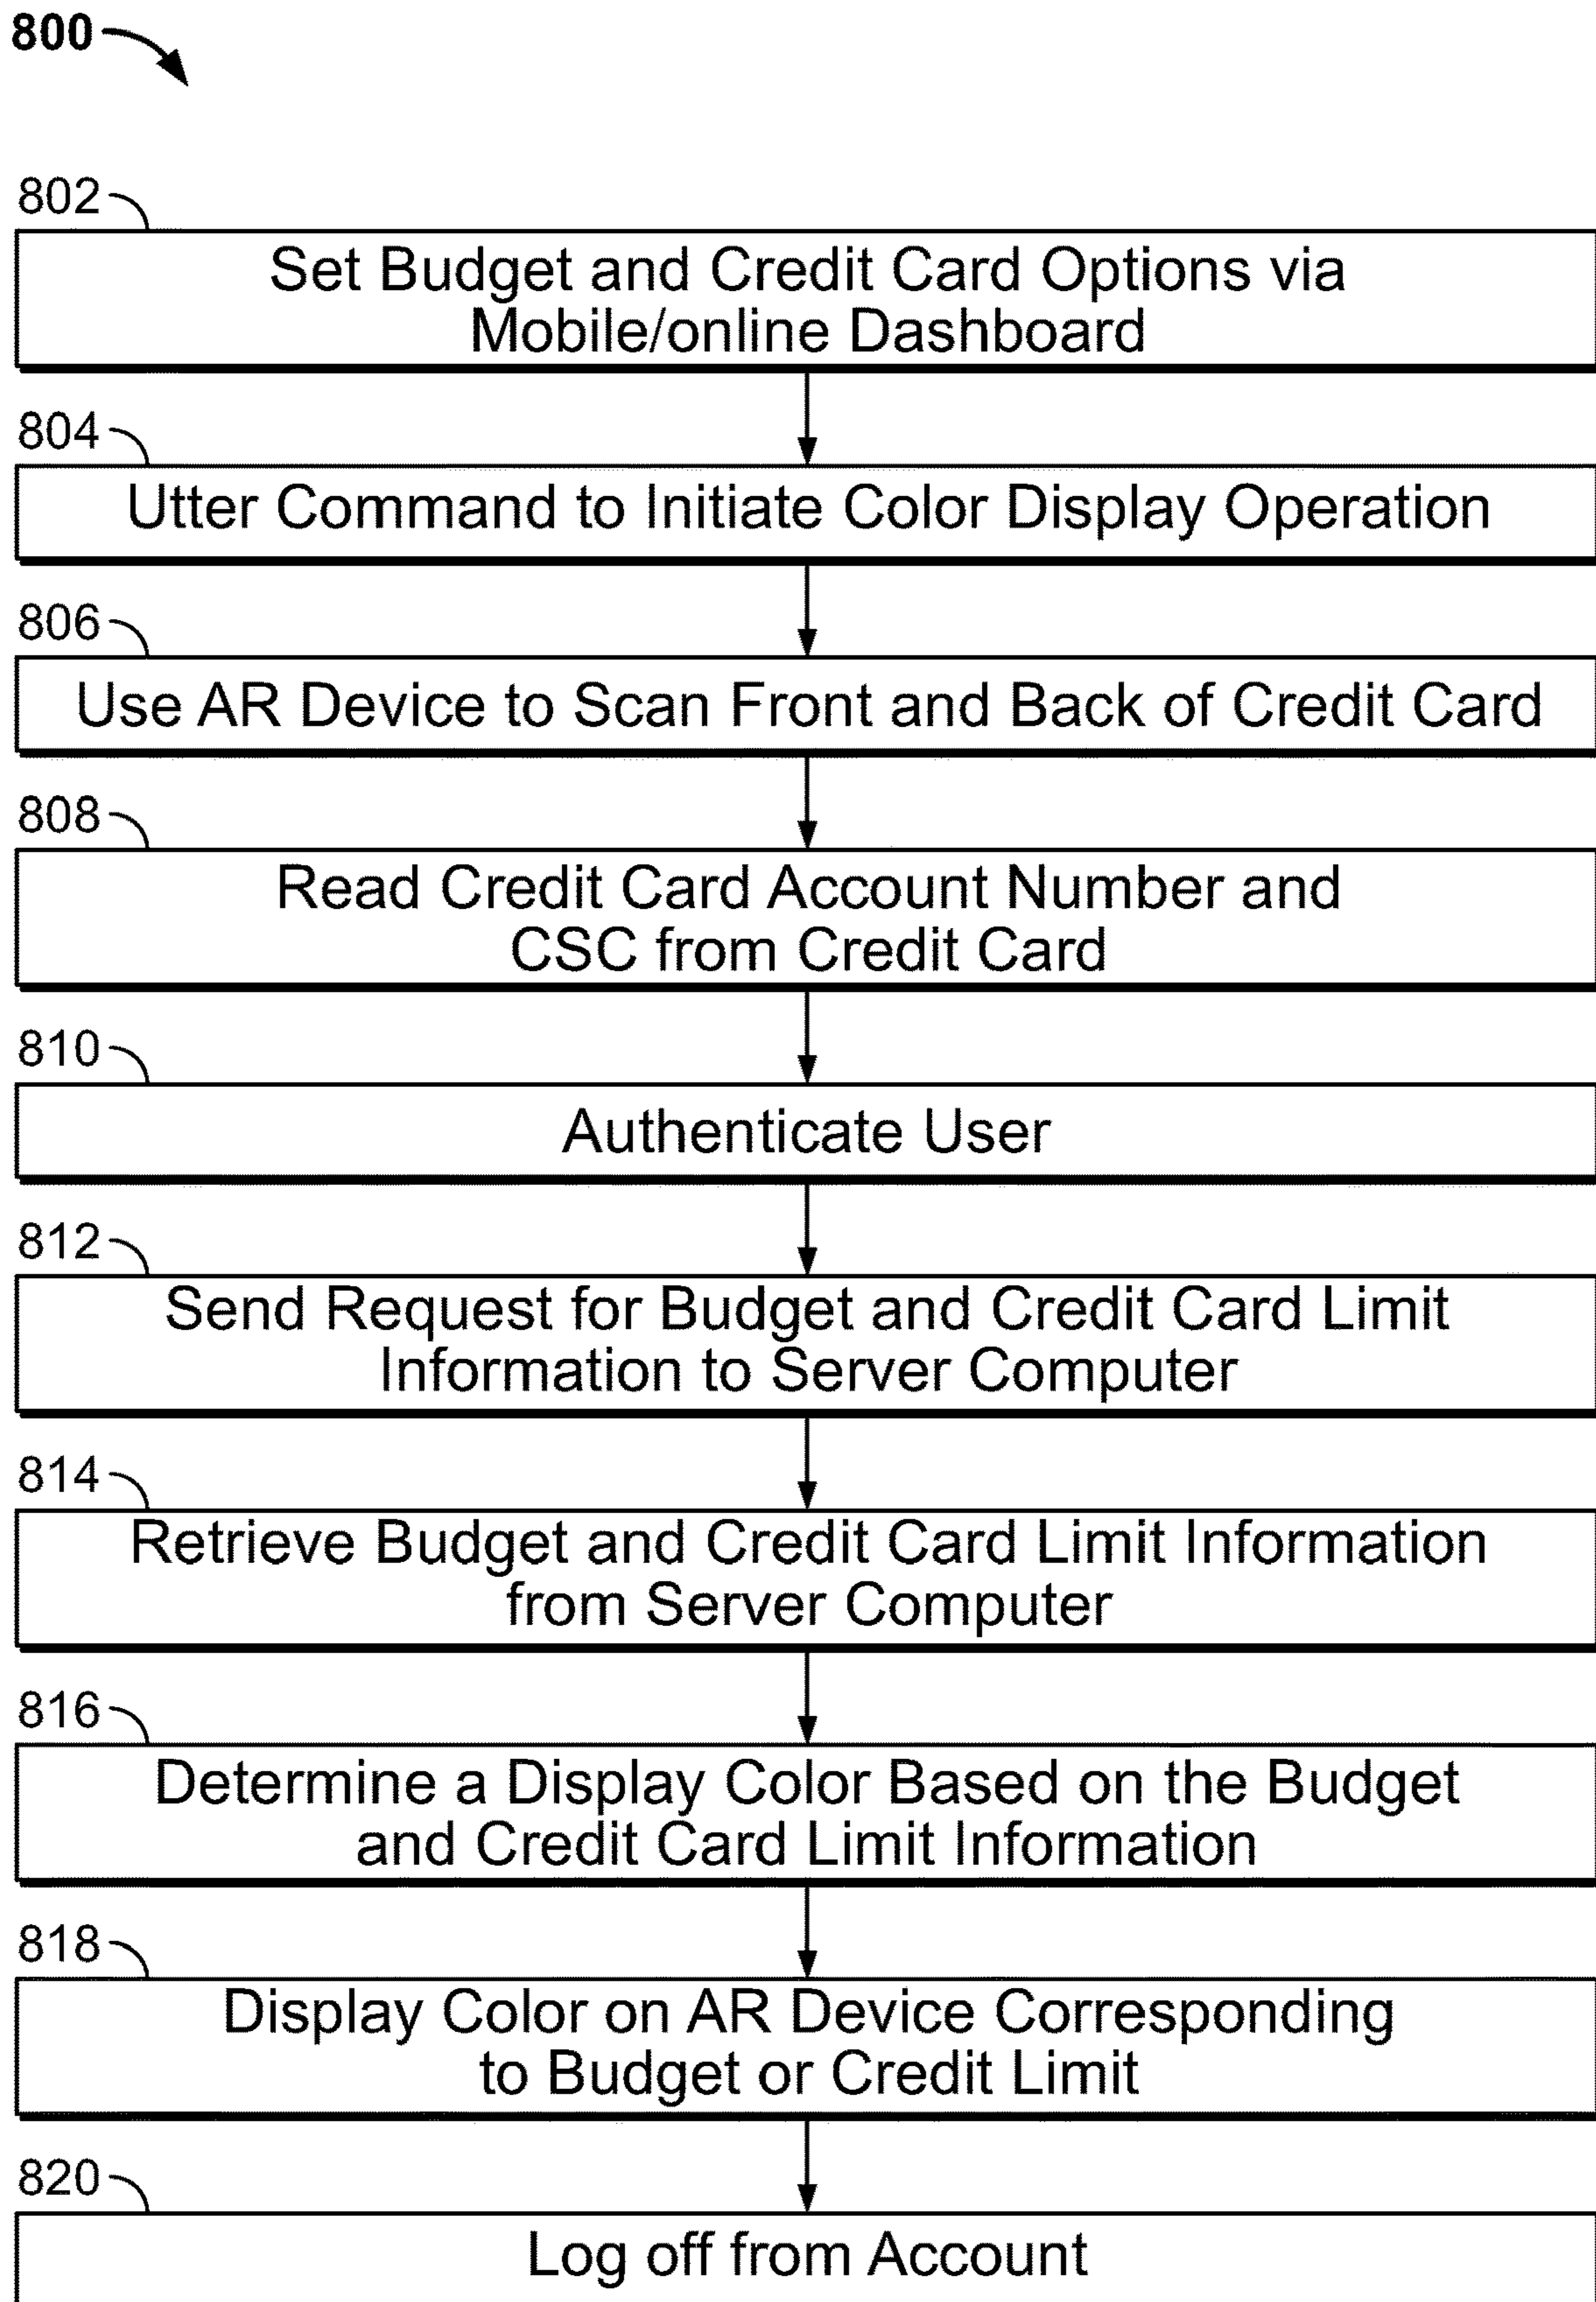 800
802
Set Budget and Credit Card Options via
Mobile/online Dashboard
804
Utter Command to Initiate Color Display Operation
806
Use AR Device to Scan Front and Back of Credit Card
808
Read Credit Card Account Number and
CSC from Credit Card
810
Authenticate User
812
Send Request for Budget and Credit Card Limit
Information to Server Computer
814
Retrieve Budget and Credit Card Limit Information
from Server Computer
816
Determine a Display Color Based on the Budget
and Credit Card Limit Information
818
Display Color on AR Device Corresponding
to Budget or Credit Limit
820
Log off from Account